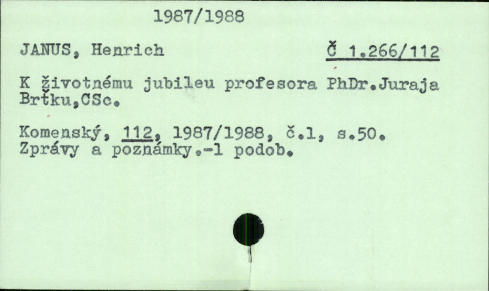 1987/1988
JANUS, Henrich č 1.266/112
K životnému jubileu profesora PhDr.Juraja
Brťku,CSc.
Komenský, 112, 1987/1988, č.1, s.50.
Zprávy a poznámky.-1 podob.